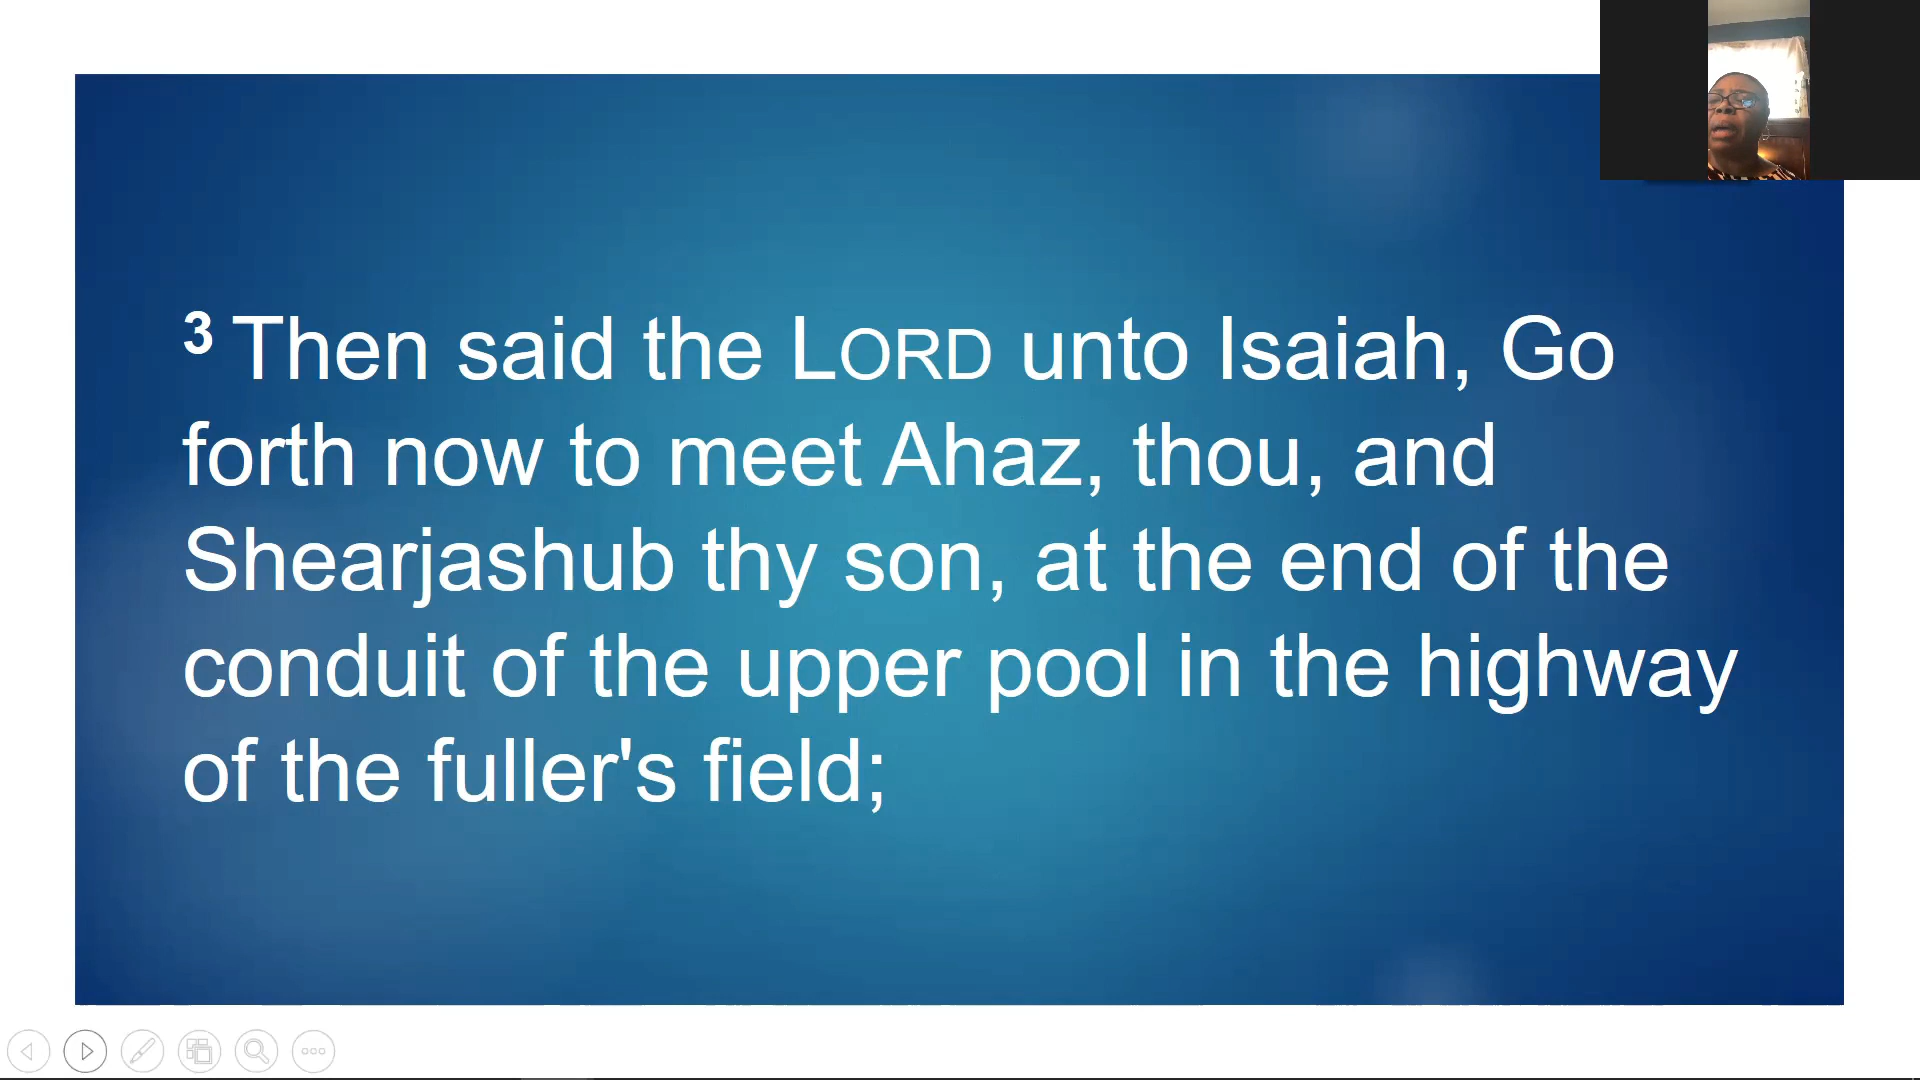 3 Then said the LORD unto Isaiah, Go
forth now to meet Ahaz, thou, and
Shearjashub thy son, at the end of the
conduit of the upper pool in the highway
of the fuller's field;